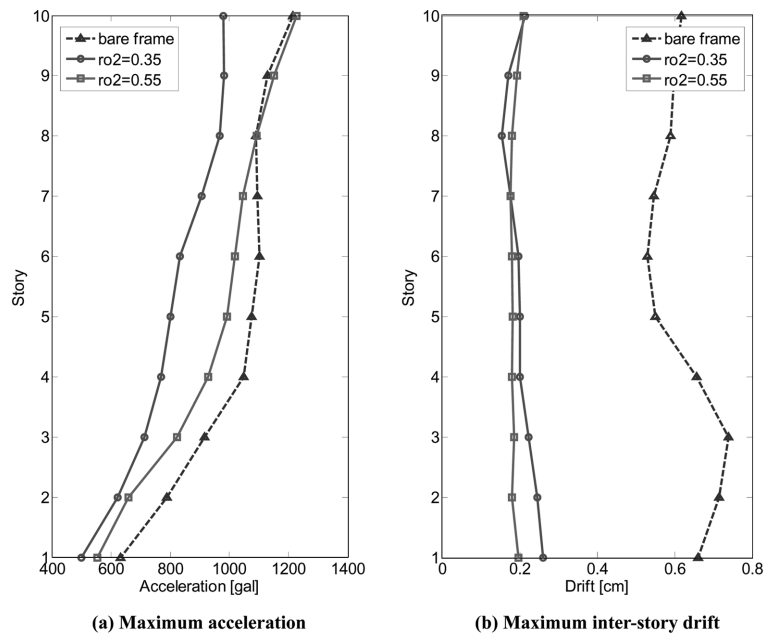 10
9
8
7
6
5
4
3
2
1
Story
bare frame
ro2=0.35
ro2=0.55
400
600
800
1000
1200
1400
Acceleration [gal]
(a) Maximum acceleration
10
9
8
7
6
5
4
3
2
1
Story
bare frame
ro2=0.35
ro2=0.55
0
0.2
0.4
0.6
0.8
Drift [cm]
(b) Maximum inter-story drift